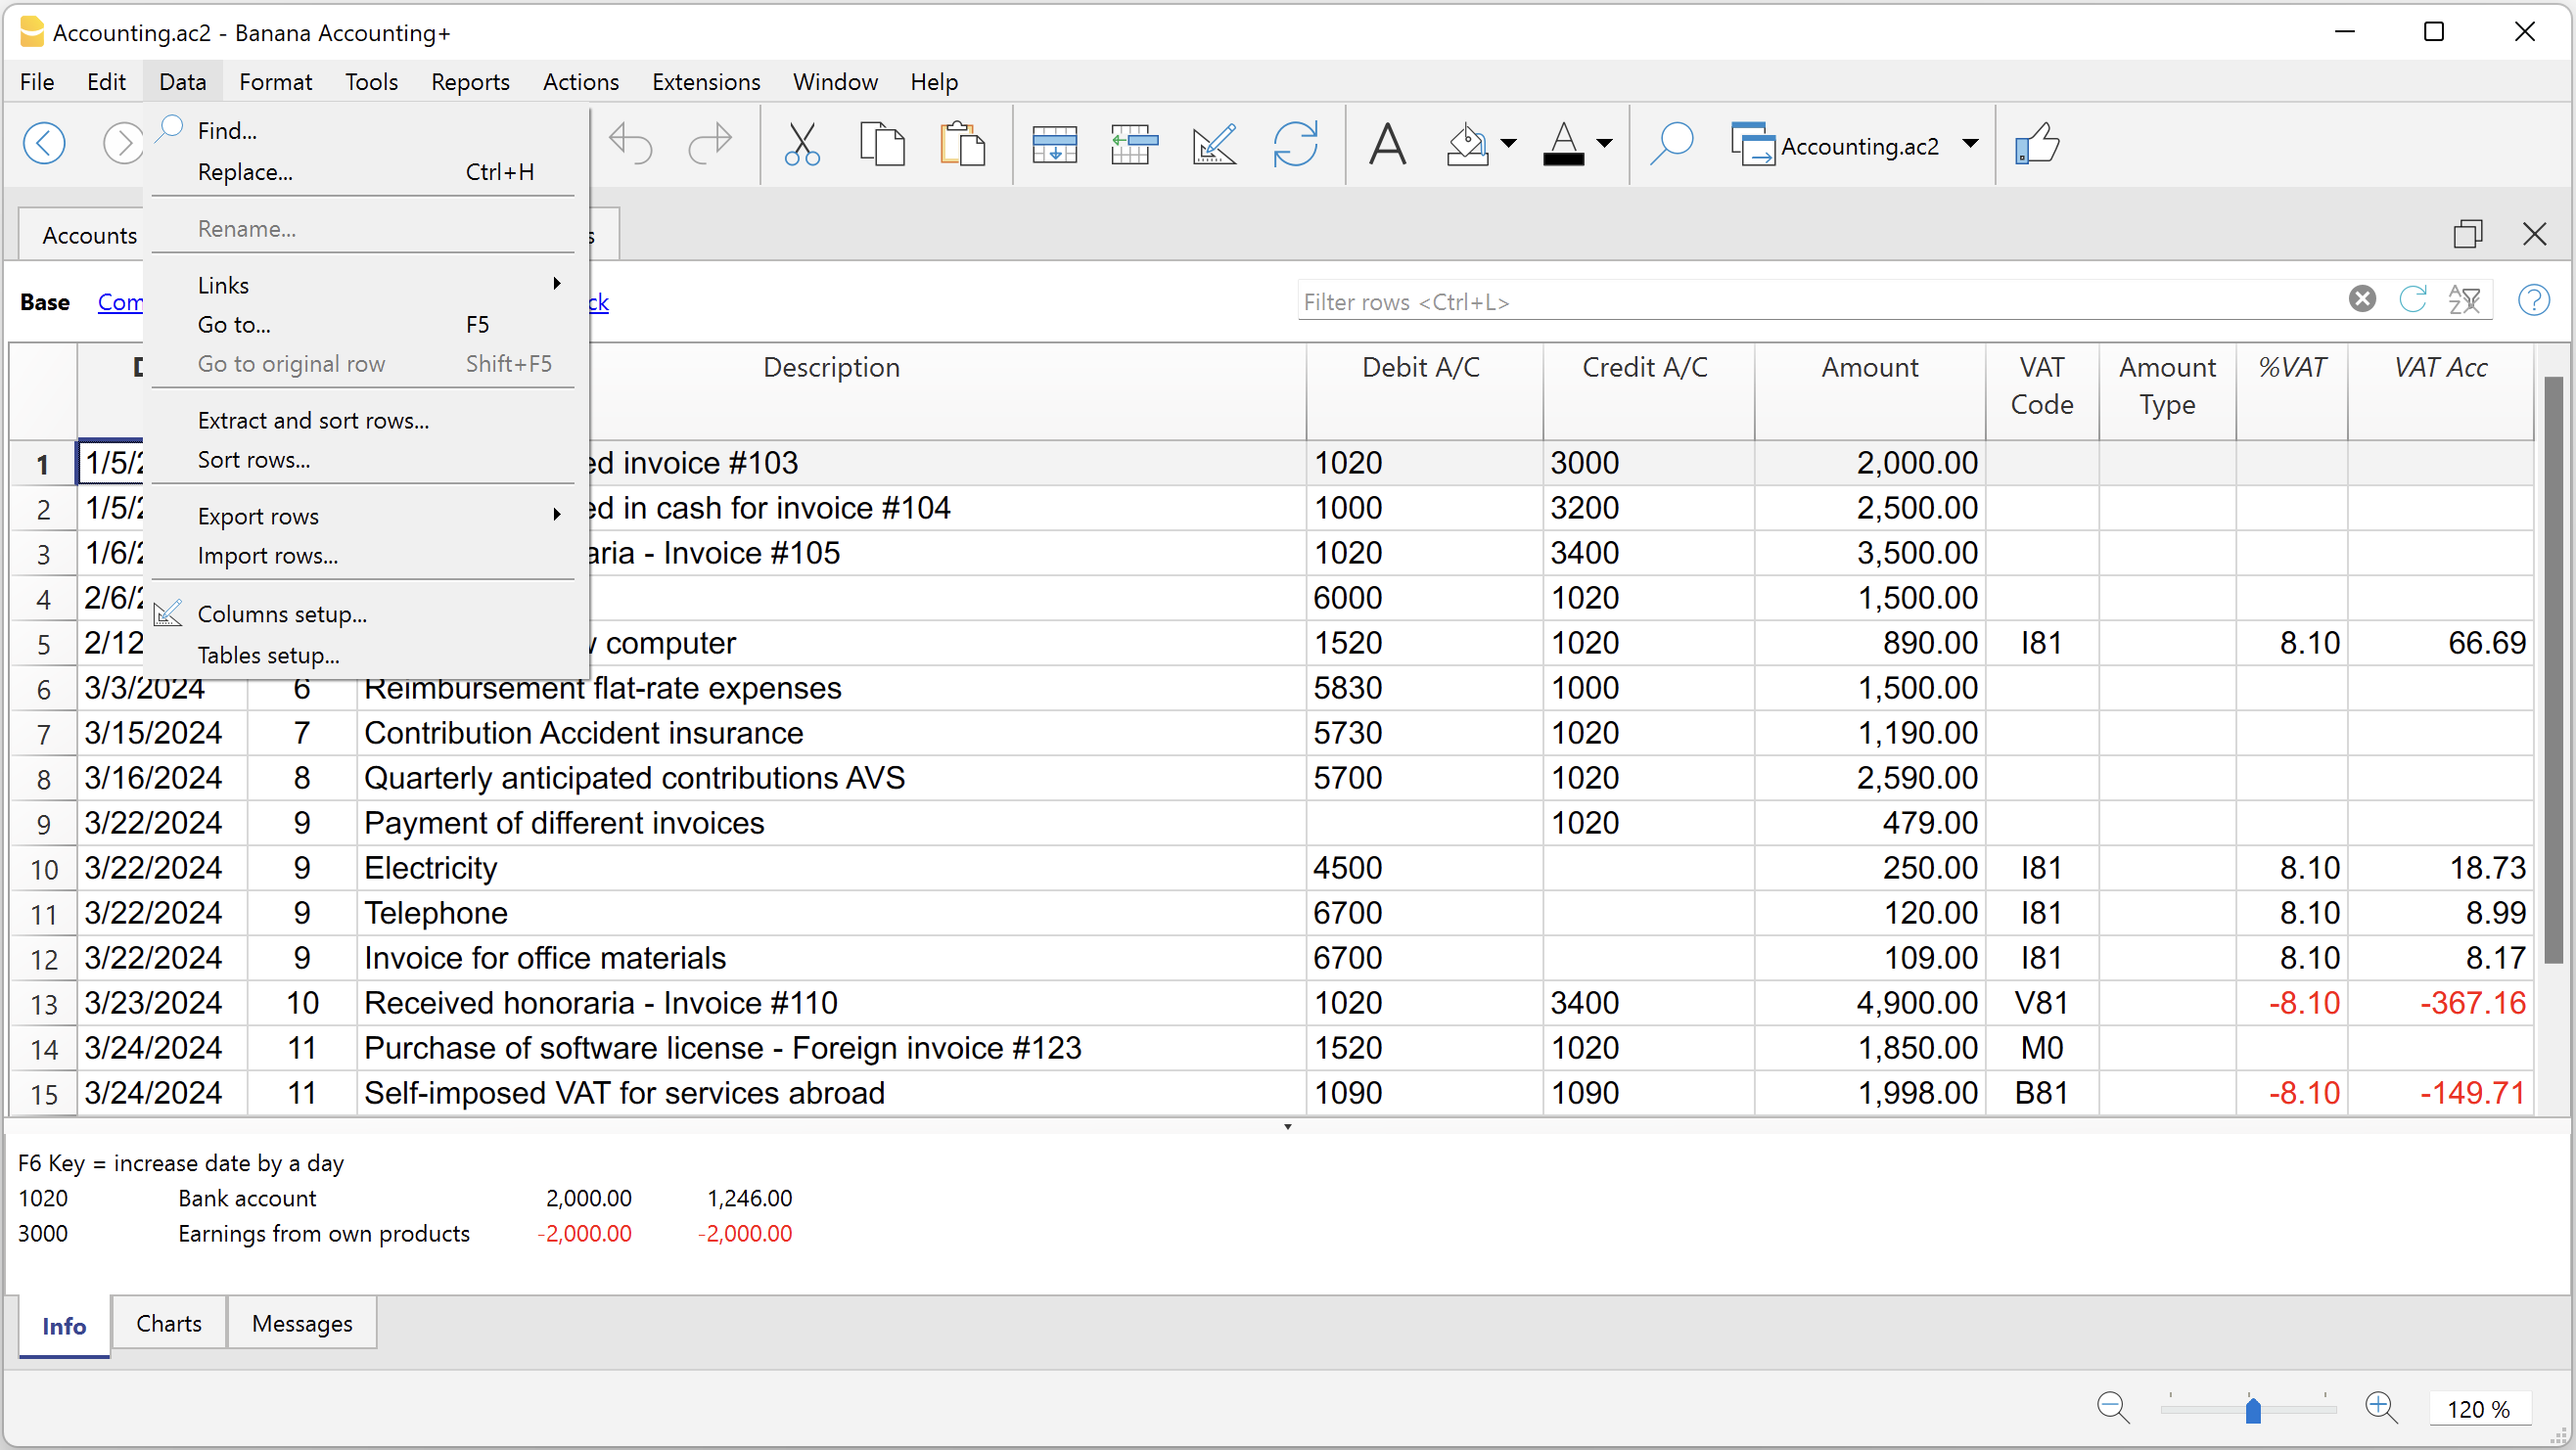 Accounting.ac2 - Banana Accounting+
File Edit Data Format Tools Reports Actions Extensions Window Help
Find...
Replace... Ctrl+H
Rename...
Links
Go to... F5
Go to original row Shift+F5
Extract and sort rows...
Sort rows...
Export rows
Import rows...
Columns setup...
Tables setup...
Accounting.ac2
Accounts
Base Com ck
Filter rows <Ctrl+L>
Description Debit A/C Credit A/C Amount VAT Code Amount Type %VAT VAT Acc
1 1/5/2 ed invoice #103 1020 3000 2,000.00
2 1/5/2 ed in cash for invoice #104 1000 3200 2,500.00
3 1/6/2 aria - Invoice #105 1020 3400 3,500.00
4 2/6/2 6000 1020 1,500.00
5 2/12 computer 1520 1020 890.00 I81 8.10 66.69
6 3/3/2024 6 Reimbursement flat-rate expenses 5830 1000 1,500.00
7 3/15/2024 7 Contribution Accident insurance 5730 1020 1,190.00
8 3/16/2024 8 Quarterly anticipated contributions AVS 5700 1020 2,590.00
9 3/22/2024 9 Payment of different invoices 1020 479.00
10 3/22/2024 9 Electricity 4500 250.00 I81 8.10 18.73
11 3/22/2024 9 Telephone 6700 120.00 I81 8.10 8.99
12 3/22/2024 9 Invoice for office materials 6700 109.00 I81 8.10 8.17
13 3/23/2024 10 Received honoraria - Invoice #110 1020 3400 4,900.00 V81 -8.10 -367.16
14 3/24/2024 11 Purchase of software license - Foreign invoice #123 1520 1020 1,850.00 M0
15 3/24/2024 11 Self-imposed VAT for services abroad 1090 1090 1,998.00 B81 -8.10 -149.71
F6 Key = increase date by a day
1020 Bank account 2,000.00 1,246.00
3000 Earnings from own products -2,000.00 -2,000.00
Info Charts Messages
120 %